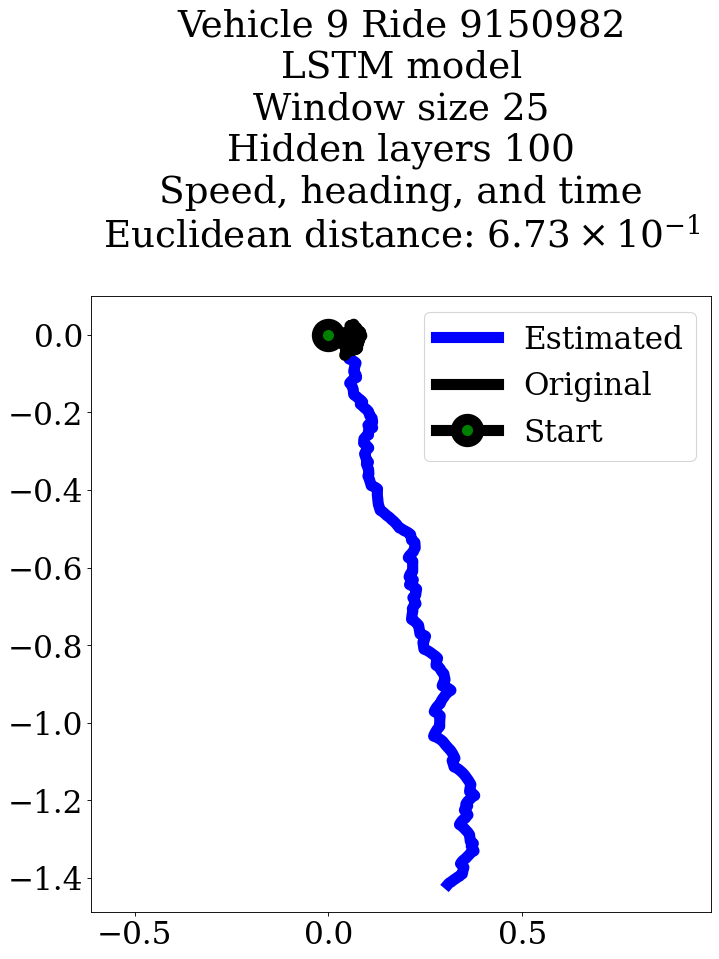 Vehicle 9 Ride 9150982
LSTM model
Window size 25
Hidden layers 100
Speed, heading, and time
Euclidean distance: 6.73 × 10⁻¹
Estimated
Original
Start
0.0
−0.2
−0.4
−0.6
−0.8
−1.0
−1.2
−1.4
−0.5 0.0 0.5